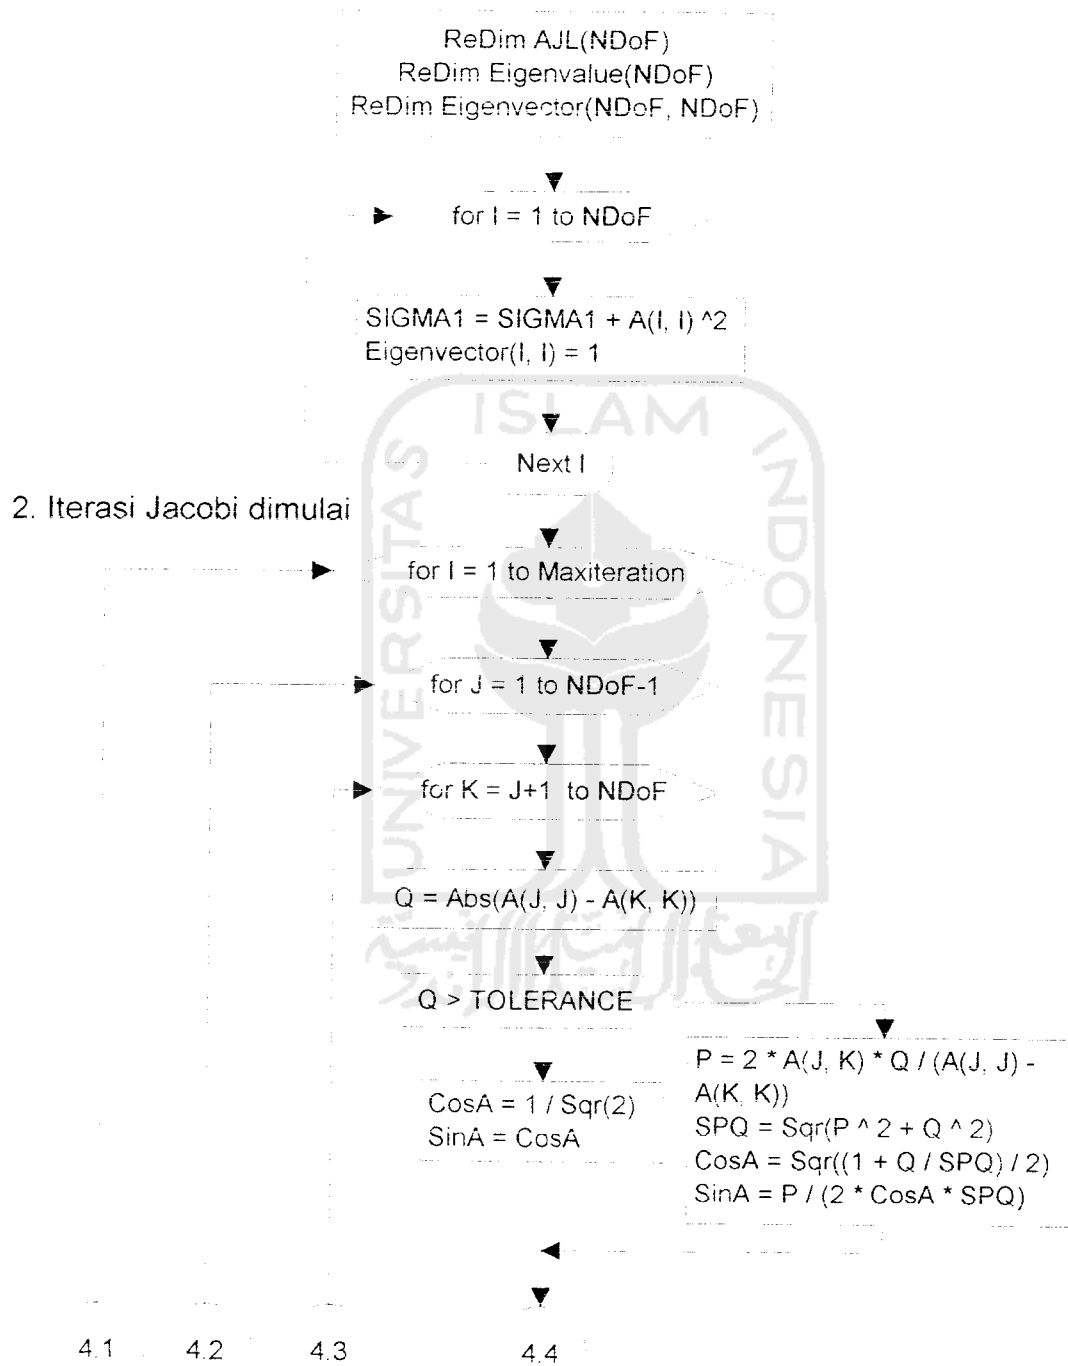 ReDim AJL(NDoF)
ReDim Eigenvalue(NDoF)
ReDim Eigenvector(NDoF, NDoF)
for I = 1 to NDoF
SIGMA1 = SIGMA1 + A(I, I) ^2
Eigenvector(I, I) = 1
Next I
2. Iterasi Jacobi dimulai
for I = 1 to Maxiteration
for J = 1 to NDoF-1
for K = J+1 to NDoF
Q = Abs(A(J, J) - A(K, K))
Q > TOLERANCE
CosA = 1 / Sqr(2)
SinA = CosA
P = 2 * A(J, K) * Q / (A(J, J) -
A(K, K))
SPQ = Sqr(P ^ 2 + Q ^ 2)
CosA = Sqr((1 + Q / SPQ) / 2)
SinA = P / (2 * CosA * SPQ)
4.1 4.2 4.3 4.4
UNIVERSITAS
ISLAM
INDONESIA